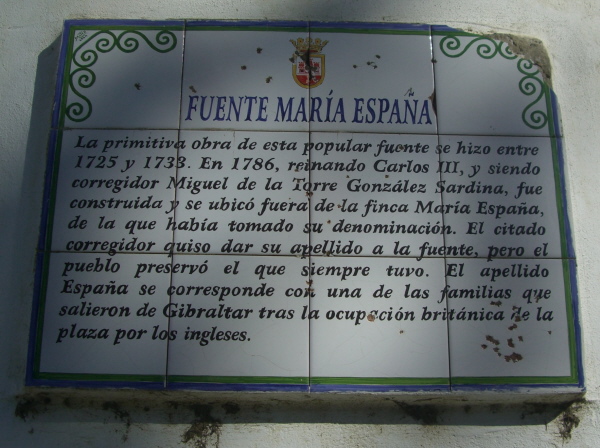 FUENTE MARÍA ESPAÑA
La primitiva obra de esta popular fuente se hizo entre
1725 y 1733. En 1786, reinando Carlos III, y siendo
corregidor Miguel de la Torre González Sardina, fue
construida y se ubicó fuera de la finca María España,
de la que había tomado su denominación. El citado
corregidor quiso dar su apellido a la fuente, pero el
pueblo preservó el que siempre tuvo. El apellido
España se corresponde con una de las familias que
salieron de Gibraltar tras la ocupación británica de la
plaza por los ingleses.